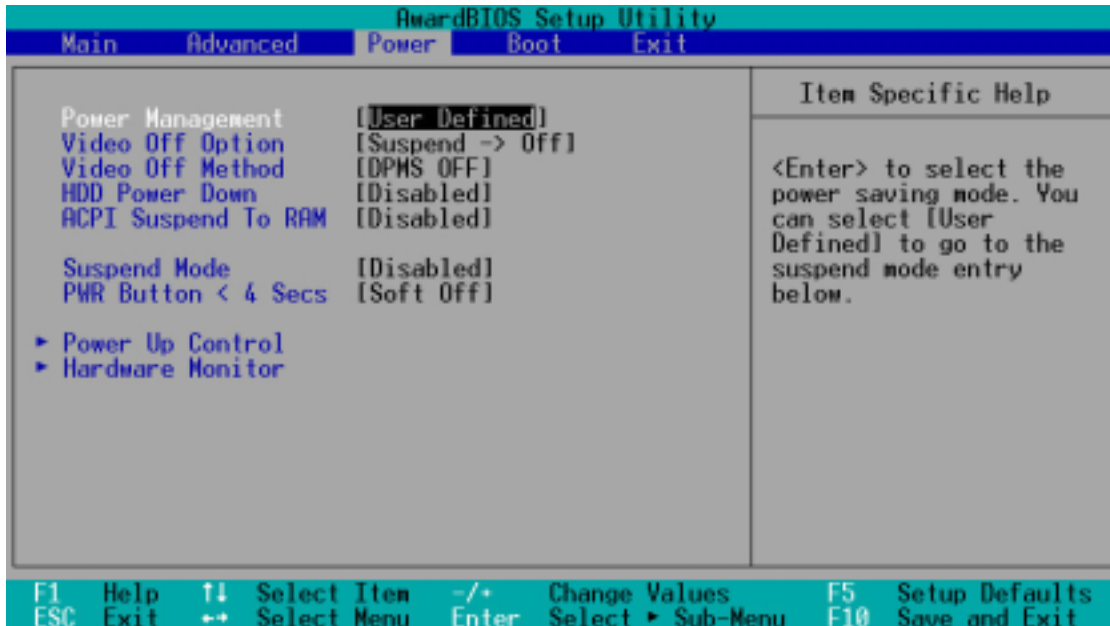 AwardBIOS Setup Utility
Main Advanced Power Boot Exit
Power Management [User Defined]
Video Off Option [Suspend -> Off]
Video Off Method [DPMS OFF]
HDD Power Down [Disabled]
ACPI Suspend To RAM [Disabled]
Suspend Mode [Disabled]
PWR Button < 4 Secs [Soft Off]
► Power Up Control
► Hardware Monitor
Item Specific Help
<Enter> to select the
power saving mode. You
can select [User
Defined] to go to the
suspend mode entry
below.
F1 Help ↑↓ Select Item -/+ Change Values F5 Setup Defaults
ESC Exit ←→ Select Menu Enter Select ► Sub-Menu F10 Save and Exit